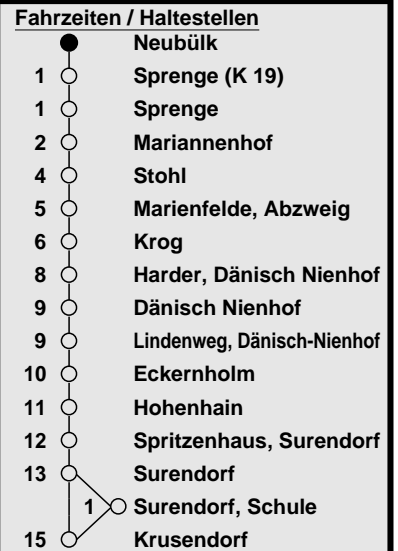 Fahrzeiten / Haltestellen
Neubülk
1 Sprenge (K 19)
1 Sprenge
2 Mariannenhof
4 Stohl
5 Marienfelde, Abzweig
6 Krog
8 Harder, Dänisch Nienhof
9 Dänisch Nienhof
9 Lindenweg, Dänisch-Nienhof
10 Eckernholm
11 Hohenhain
12 Spritzenhaus, Surendorf
13 Surendorf
1 Surendorf, Schule
15 Krusendorf